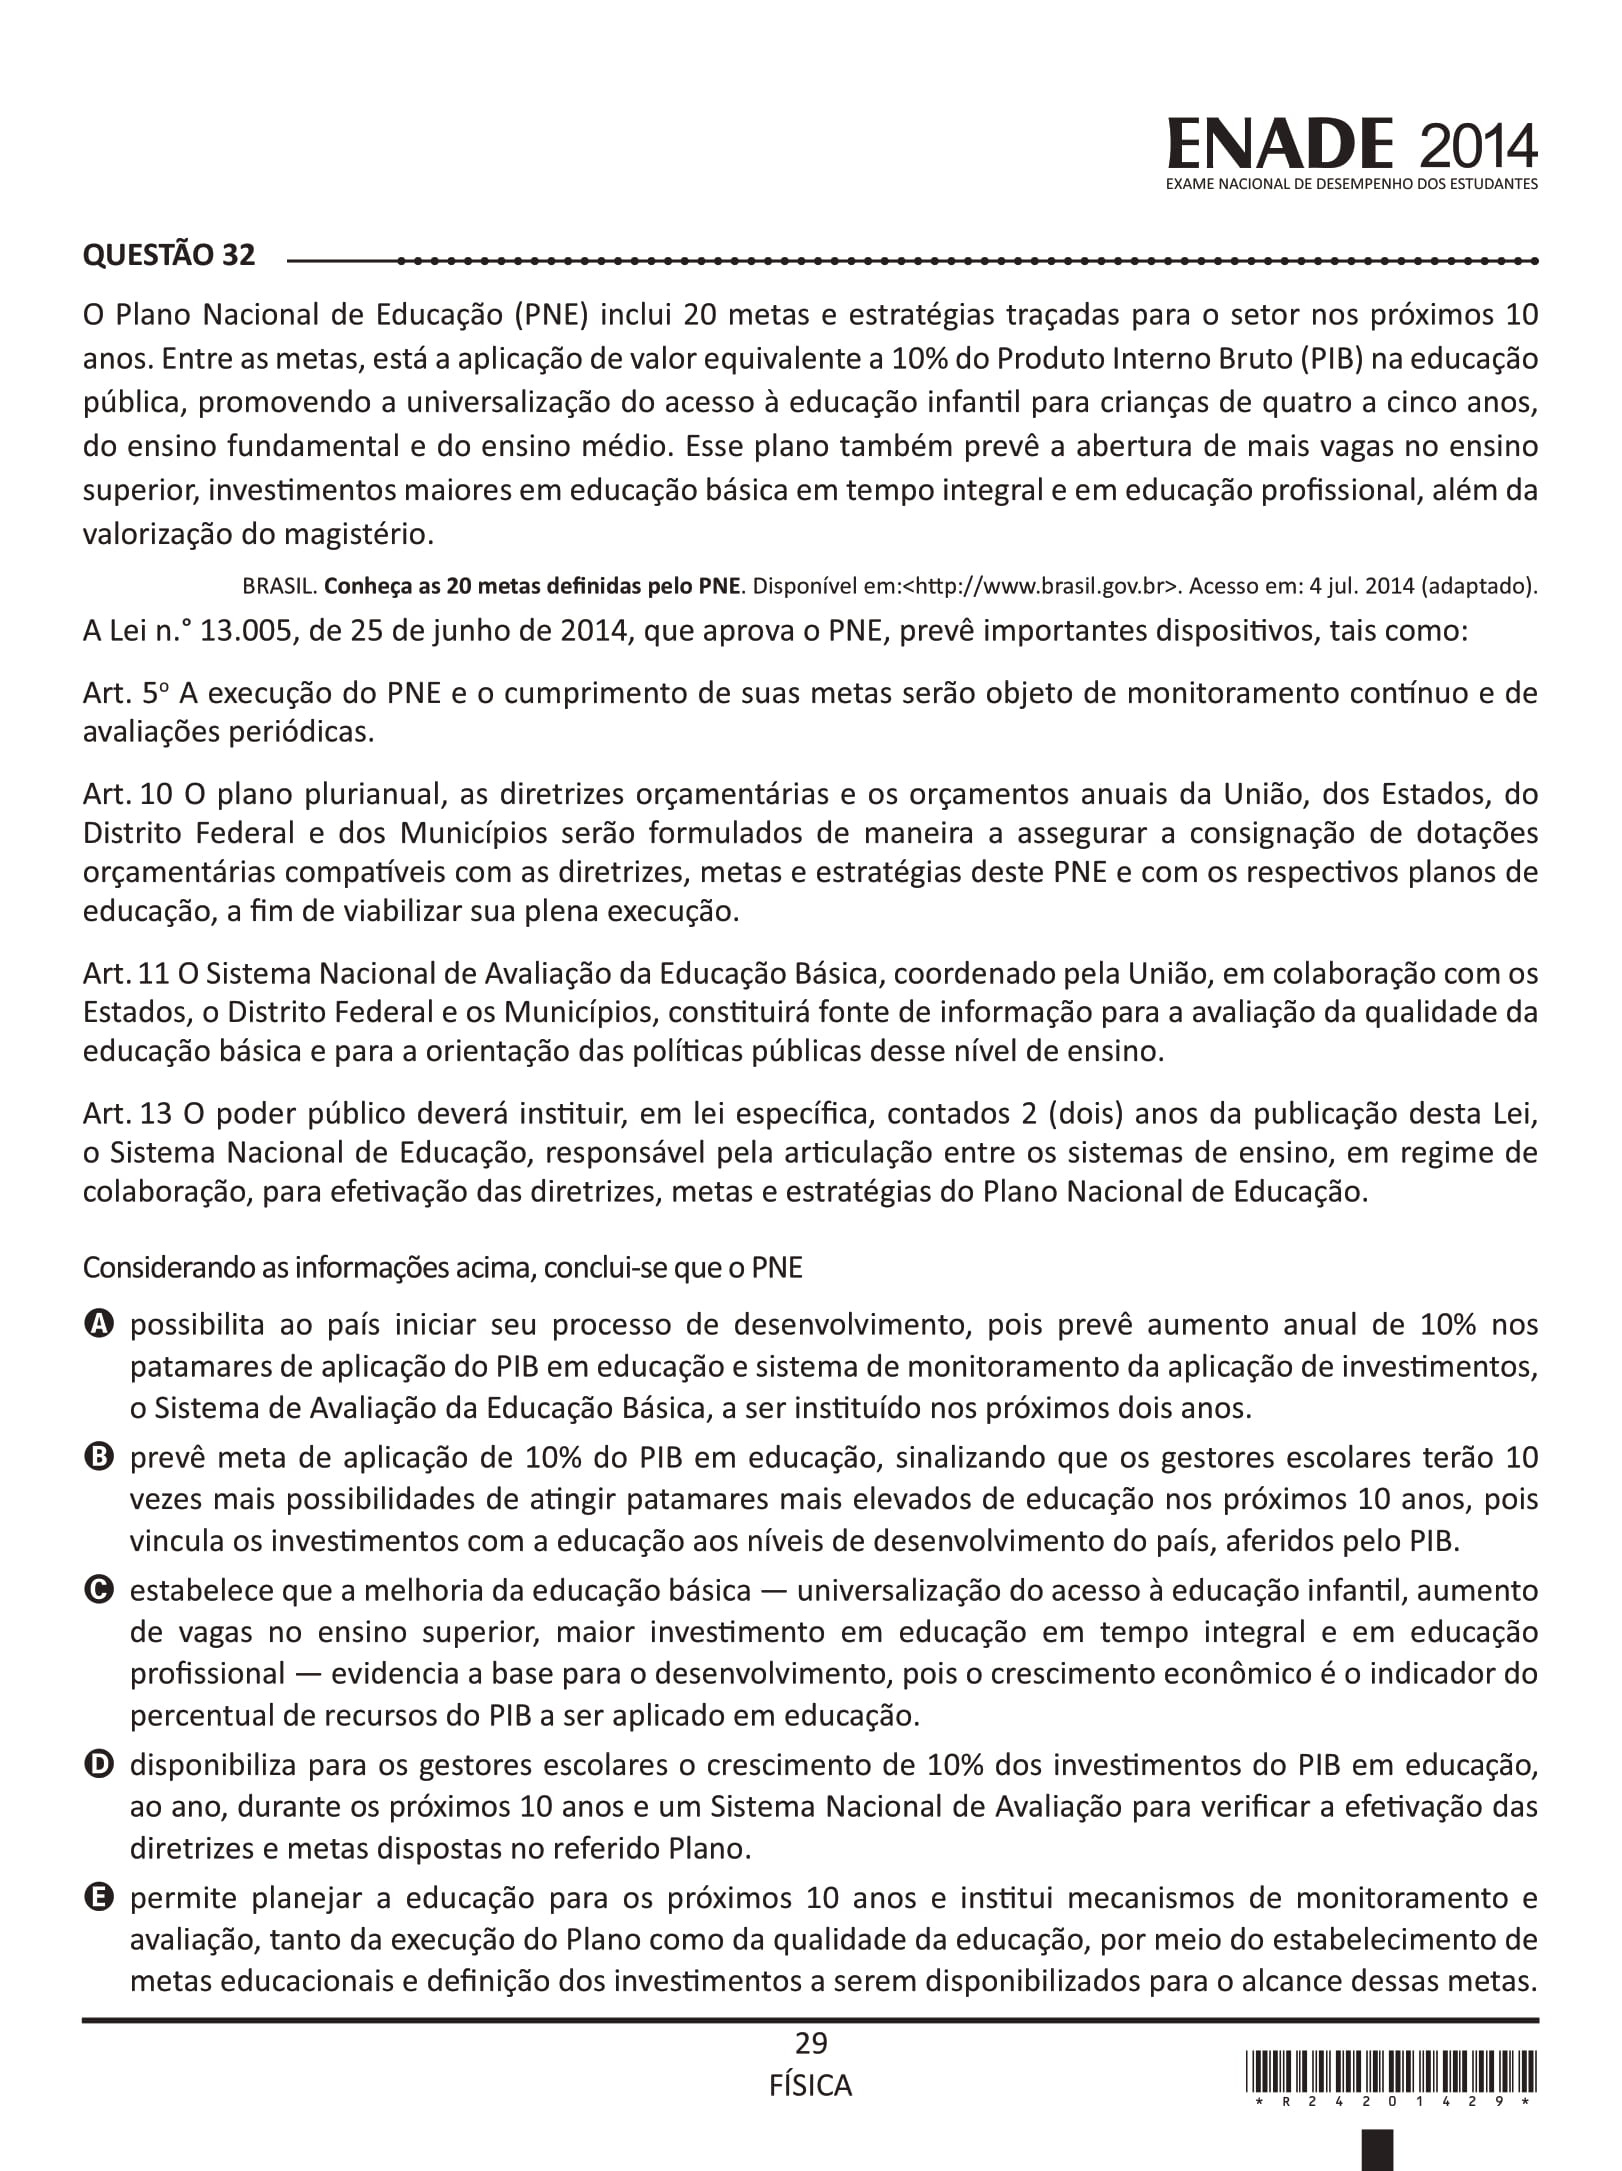 ENADE 2014
EXAME NACIONAL DE DESEMPENHO DOS ESTUDANTES
QUESTÃO 32
O Plano Nacional de Educação (PNE) inclui 20 metas e estratégias traçadas para o setor nos próximos 10
anos. Entre as metas, está a aplicação de valor equivalente a 10% do Produto Interno Bruto (PIB) na educação
pública, promovendo a universalização do acesso à educação infantil para crianças de quatro a cinco anos,
do ensino fundamental e do ensino médio. Esse plano também prevê a abertura de mais vagas no ensino
superior, investimentos maiores em educação básica em tempo integral e em educação profissional, além da
valorização do magistério.
BRASIL. Conheça as 20 metas definidas pelo PNE. Disponível em:<http://www.brasil.gov.br>. Acesso em: 4 jul. 2014 (adaptado).
A Lei n.° 13.005, de 25 de junho de 2014, que aprova o PNE, prevê importantes dispositivos, tais como:
Art. 5º A execução do PNE e o cumprimento de suas metas serão objeto de monitoramento contínuo e de
avaliações periódicas.
Art. 10 O plano plurianual, as diretrizes orçamentárias e os orçamentos anuais da União, dos Estados, do
Distrito Federal e dos Municípios serão formulados de maneira a assegurar a consignação de dotações
orçamentárias compatíveis com as diretrizes, metas e estratégias deste PNE e com os respectivos planos de
educação, a fim de viabilizar sua plena execução.
Art. 11 O Sistema Nacional de Avaliação da Educação Básica, coordenado pela União, em colaboração com os
Estados, o Distrito Federal e os Municípios, constituirá fonte de informação para a avaliação da qualidade da
educação básica e para a orientação das políticas públicas desse nível de ensino.
Art. 13 O poder público deverá instituir, em lei específica, contados 2 (dois) anos da publicação desta Lei,
o Sistema Nacional de Educação, responsável pela articulação entre os sistemas de ensino, em regime de
colaboração, para efetivação das diretrizes, metas e estratégias do Plano Nacional de Educação.
Considerando as informações acima, conclui-se que o PNE
A possibilita ao país iniciar seu processo de desenvolvimento, pois prevê aumento anual de 10% nos
patamares de aplicação do PIB em educação e sistema de monitoramento da aplicação de investimentos,
o Sistema de Avaliação da Educação Básica, a ser instituído nos próximos dois anos.
B prevê meta de aplicação de 10% do PIB em educação, sinalizando que os gestores escolares terão 10
vezes mais possibilidades de atingir patamares mais elevados de educação nos próximos 10 anos, pois
vincula os investimentos com a educação aos níveis de desenvolvimento do país, aferidos pelo PIB.
C estabelece que a melhoria da educação básica — universalização do acesso à educação infantil, aumento
de vagas no ensino superior, maior investimento em educação em tempo integral e em educação
profissional — evidencia a base para o desenvolvimento, pois o crescimento econômico é o indicador do
percentual de recursos do PIB a ser aplicado em educação.
D disponibiliza para os gestores escolares o crescimento de 10% dos investimentos do PIB em educação,
ao ano, durante os próximos 10 anos e um Sistema Nacional de Avaliação para verificar a efetivação das
diretrizes e metas dispostas no referido Plano.
E permite planejar a educação para os próximos 10 anos e institui mecanismos de monitoramento e
avaliação, tanto da execução do Plano como da qualidade da educação, por meio do estabelecimento de
metas educacionais e definição dos investimentos a serem disponibilizados para o alcance dessas metas.
29
FÍSICA
* R 2 4 2 0 1 4 2 9 *